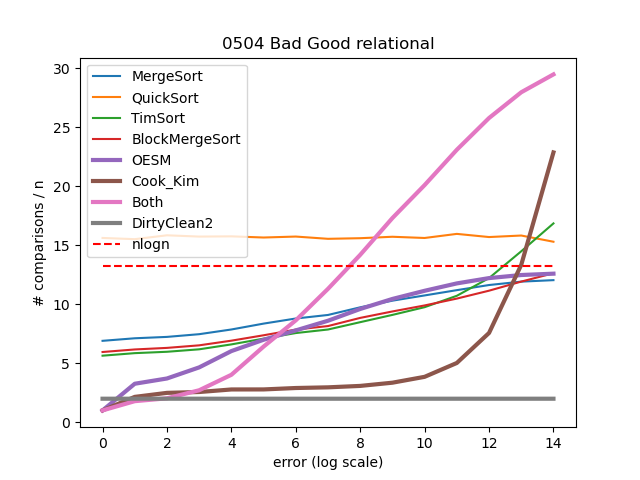 0504 Bad Good relational
# comparisons / n
30
25
20
15
10
5
0
MergeSort
QuickSort
TimSort
BlockMergeSort
OESM
Cook_Kim
Both
DirtyClean2
nlogn
0 2 4 6 8 10 12 14
error (log scale)